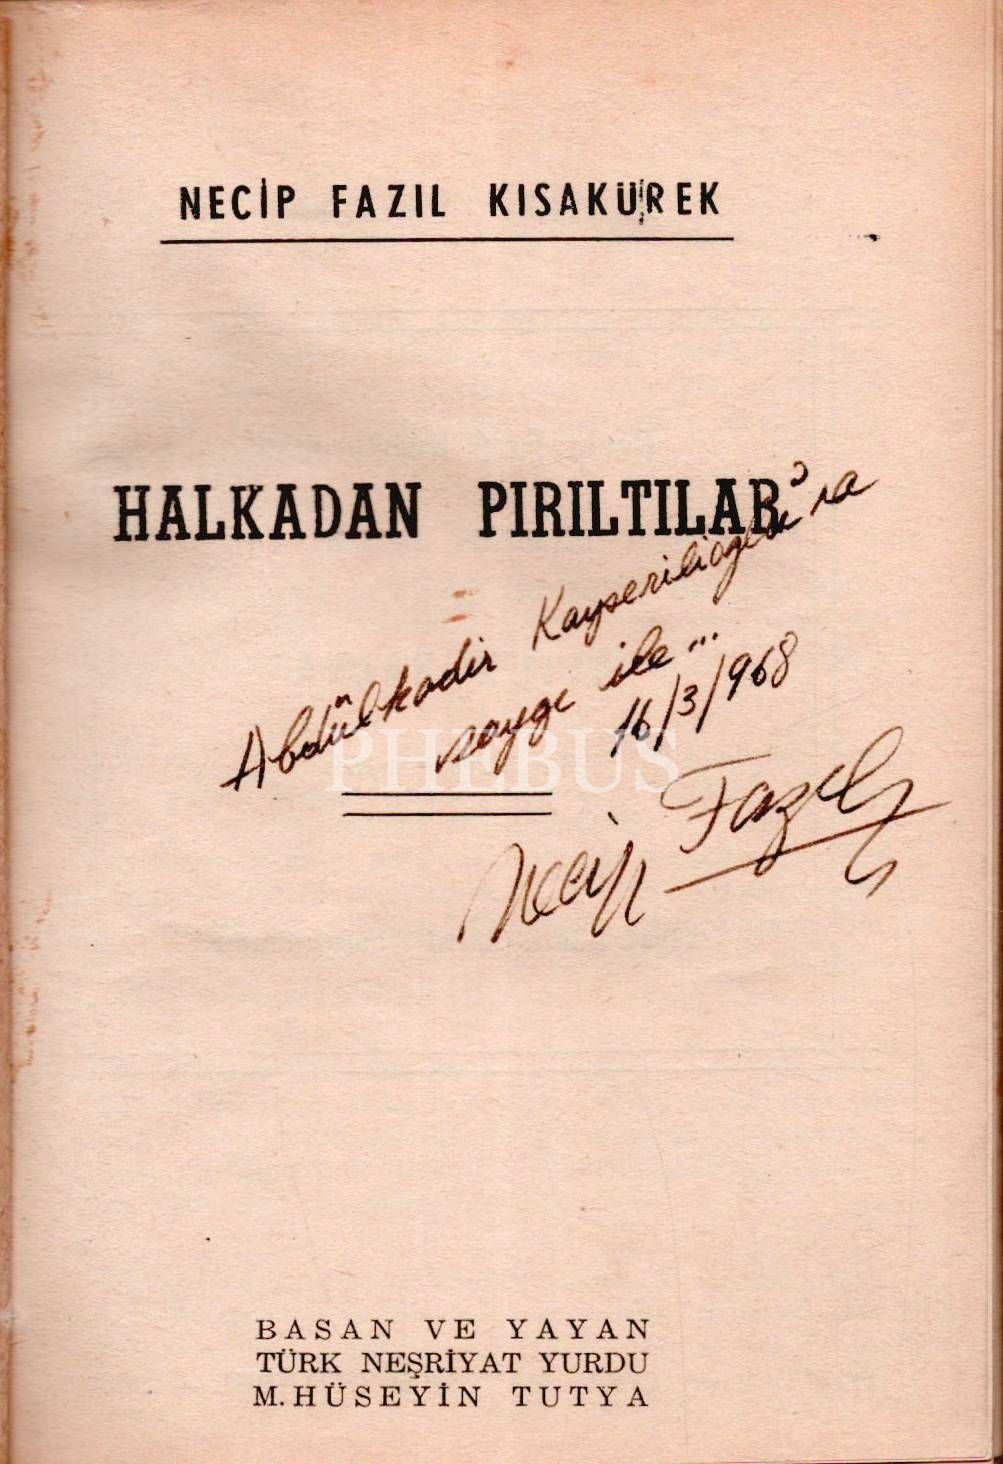 NECİP FAZIL KISAKÜREK
HALKADAN PIRILTILAR
Abdülkadir Kayserilioğlu'na
saygı ile...
16/3/968
Necip Fazıl
PHEBUS
BASAN VE YAYAN
TÜRK NEŞRİYAT YURDU
M. HÜSEYİN TUTYA